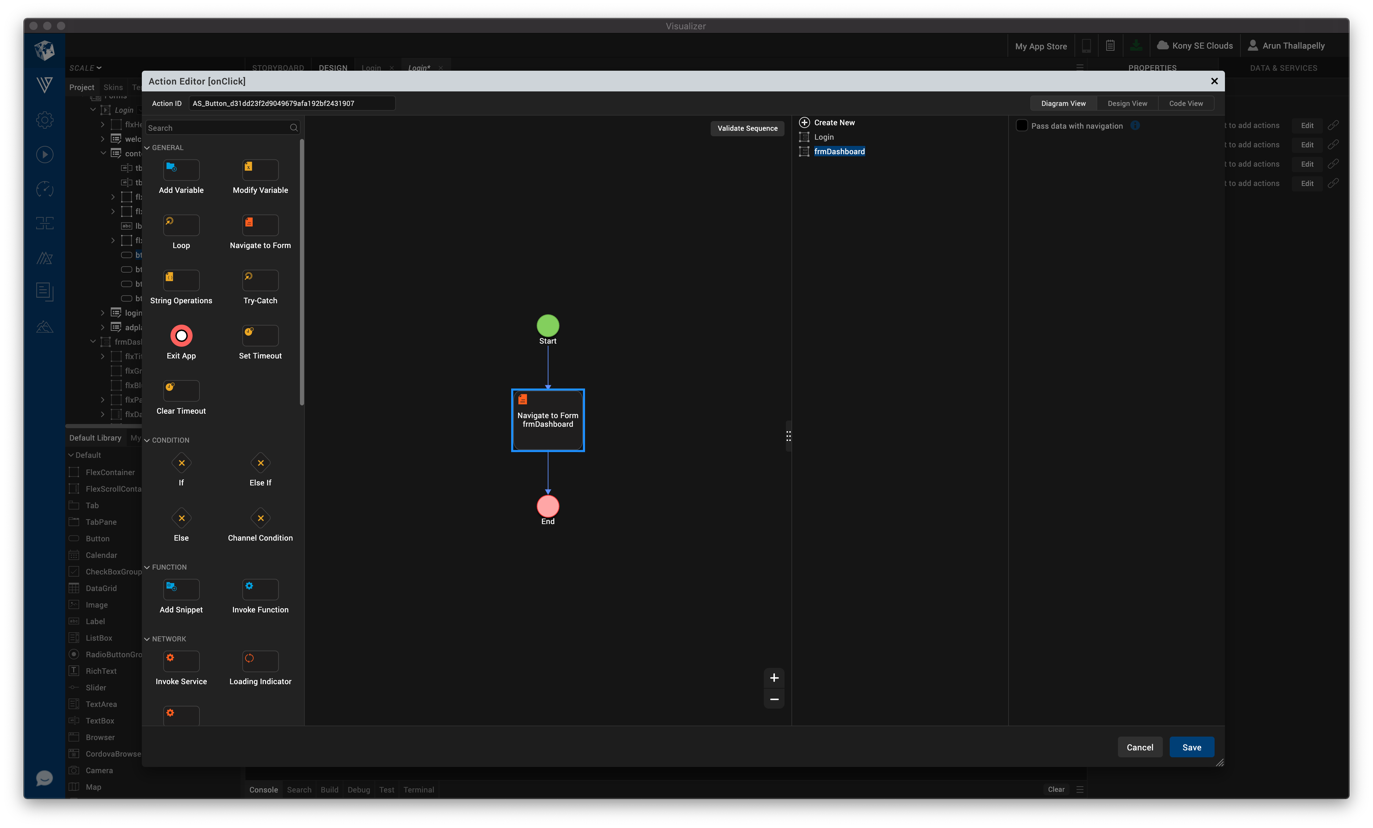 Visualizer
My App Store
Kony SE Clouds
Arun Thallapelly
SCALE
STORYBOARD
DESIGN
Login
Login*
PROPERTIES
DATA & SERVICES
Project
Skins
Action Editor [onClick]
Action ID
AS_Button_d31dd23f2d9049679afa192bf2431907
Diagram View
Design View
Code View
Search
Validate Sequence
GENERAL
Add Variable
Modify Variable
Loop
Navigate to Form
String Operations
Try-Catch
Exit App
Set Timeout
Clear Timeout
CONDITION
If
Else If
Else
Channel Condition
FUNCTION
Add Snippet
Invoke Function
NETWORK
Invoke Service
Loading Indicator
Start
Navigate to Form
frmDashboard
End
Create New
Login
frmDashboard
Pass data with navigation
t to add actions
Edit
t to add actions
Edit
t to add actions
Edit
t to add actions
Edit
Cancel
Save
Forms
Login
flxHe
welc
cont
tb
tb
fl
fl
lb
fl
bt
bt
bt
bt
login
adpla
frmDash
flxTi
flxGr
flxBl
flxPa
flxDa
Default Library
My
Default
FlexContainer
FlexScrollConta
Tab
TabPane
Button
Calendar
CheckBoxGroup
DataGrid
Image
Label
ListBox
RadioButtonGro
RichText
Slider
TextArea
TextBox
Browser
CordovaBrowse
Camera
Map
Console
Search
Build
Debug
Test
Terminal
Clear